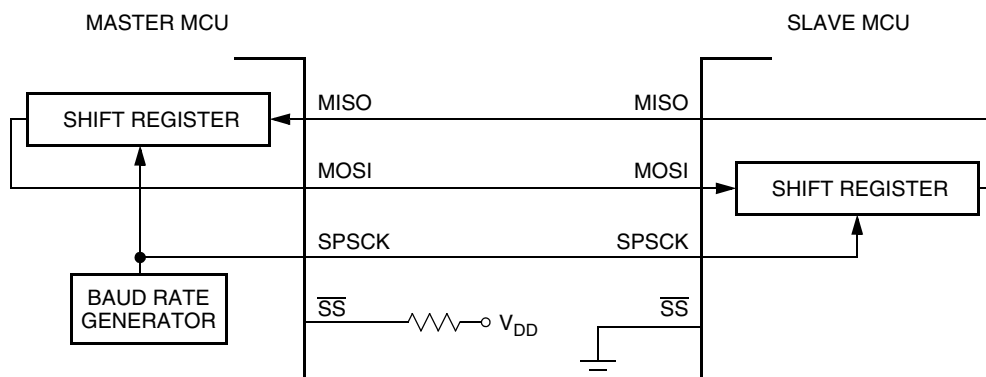 MASTER MCU
SLAVE MCU
SHIFT REGISTER
MISO
MISO
MOSI
MOSI
SHIFT REGISTER
SPSCK
SPSCK
BAUD RATE
GENERATOR
SS
VDD
SS